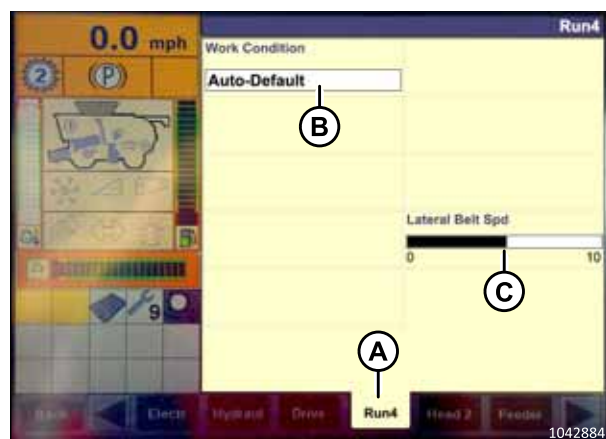 Run4
0.0 mph
Work Condition
2
(P)
Auto-Default
B
Lateral Belt Spd
0
10
C
9
A
Back
Electr
Hydraul
Drive
Run4
Head 2
Feeder
1042884